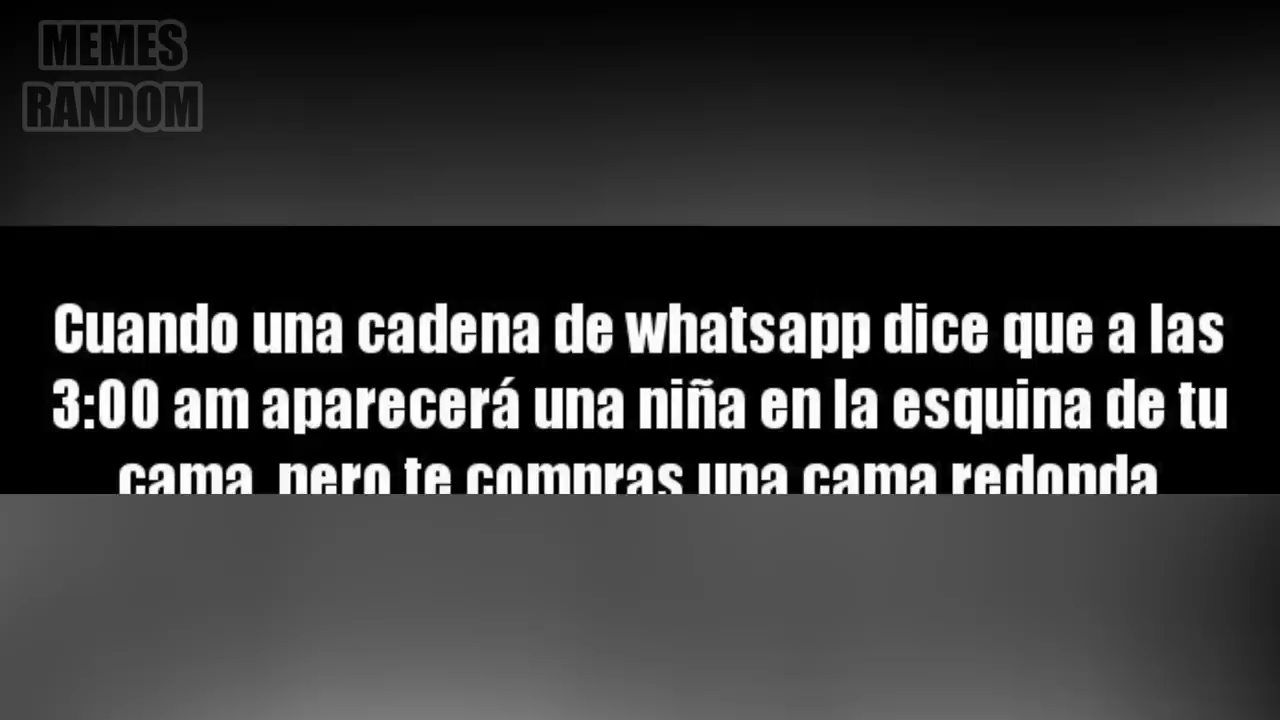 MEMES
RANDOM
Cuando una cadena de whatsapp dice que a las
3:00 am aparecerá una niña en la esquina de tu
cama, pero te compras una cama redonda